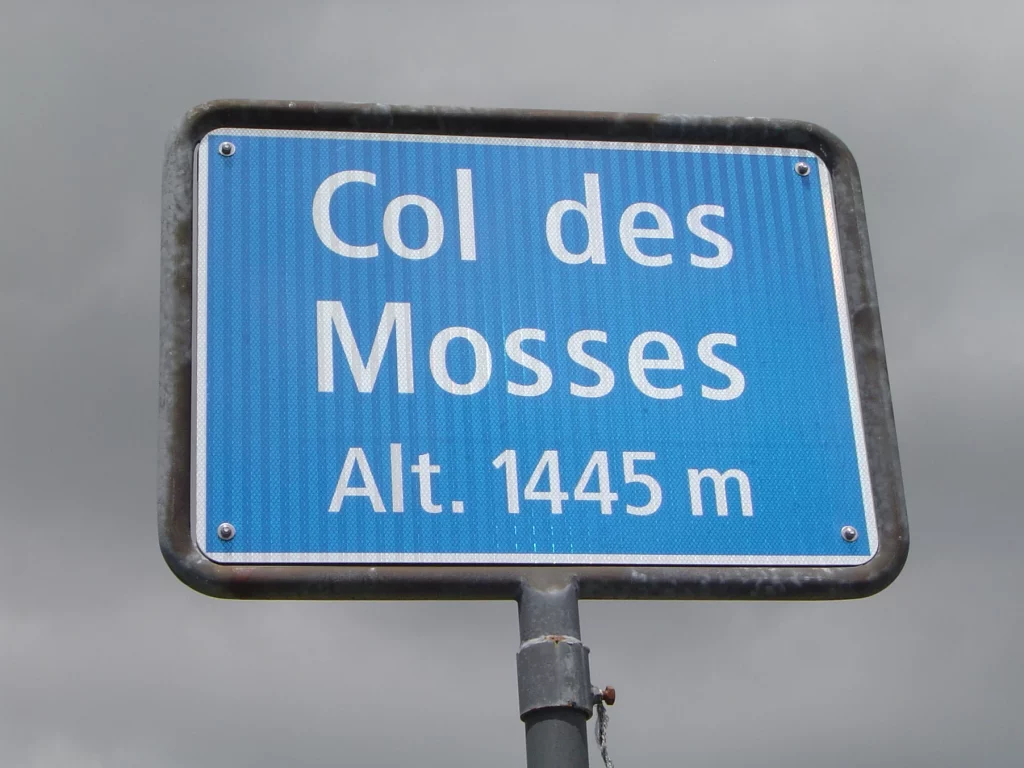 Col des
Mosses
Alt. 1445 m